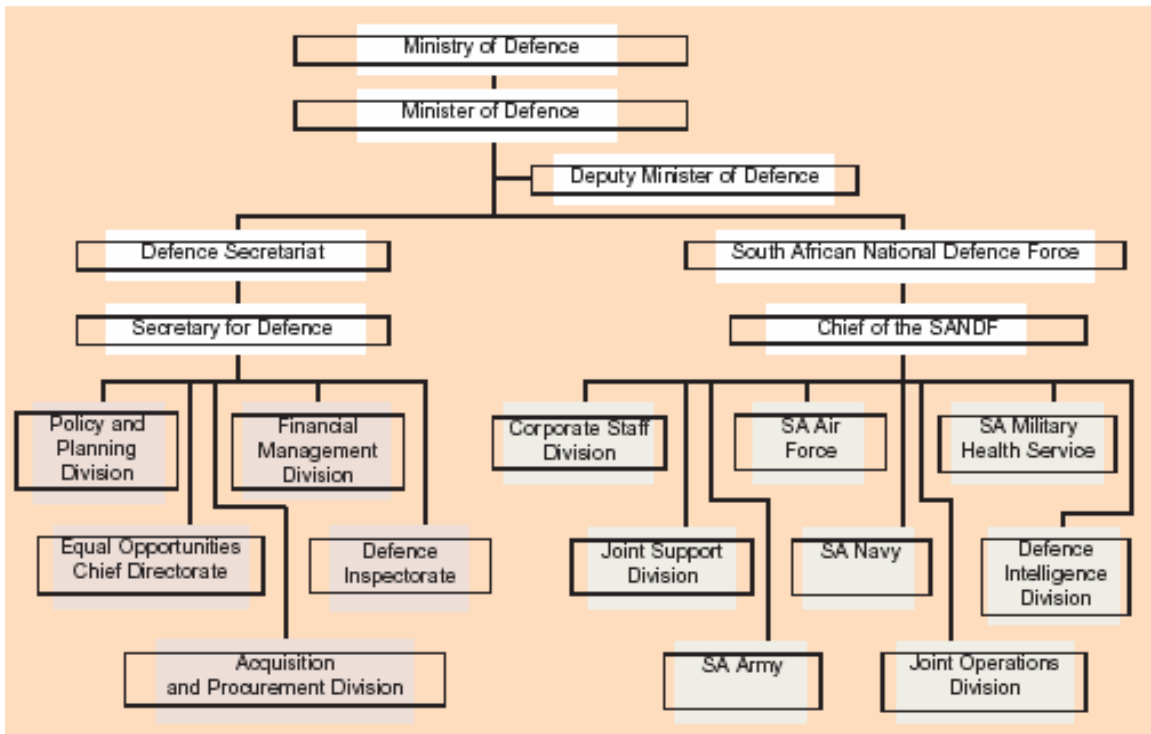 Ministry of Defence
Minister of Defence
Deputy Minister of Defence
Defence Secretariat
South African National Defence Force
Secretary for Defence
Chief of the SANDF
Policy and
Planning
Division
Financial
Management
Division
Corporate Staff
Division
SA Air
Force
SA Military
Health Service
Equal Opportunities
Chief Directorate
Defence
Inspectorate
Joint Support
Division
SA Navy
Defence
Intelligence
Division
Acquisition
and Procurement Division
SA Army
Joint Operations
Division